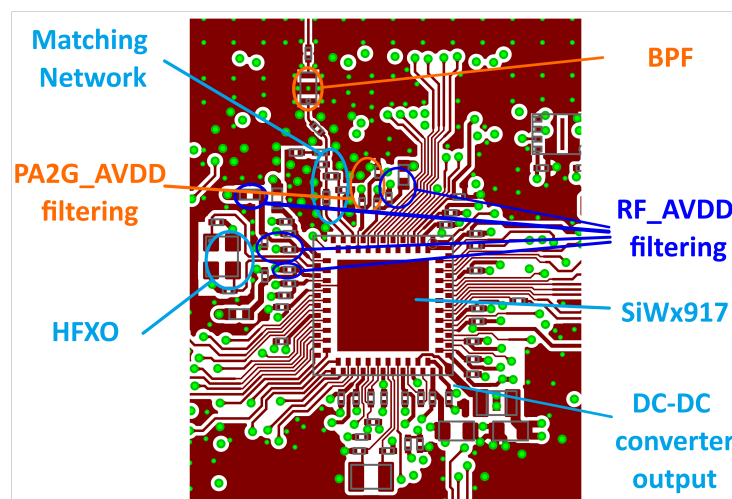 Matching
Network
BPF
PA2G_AVDD
filtering
RF_AVDD
filtering
HFXO
SiWx917
DC-DC
converter
output